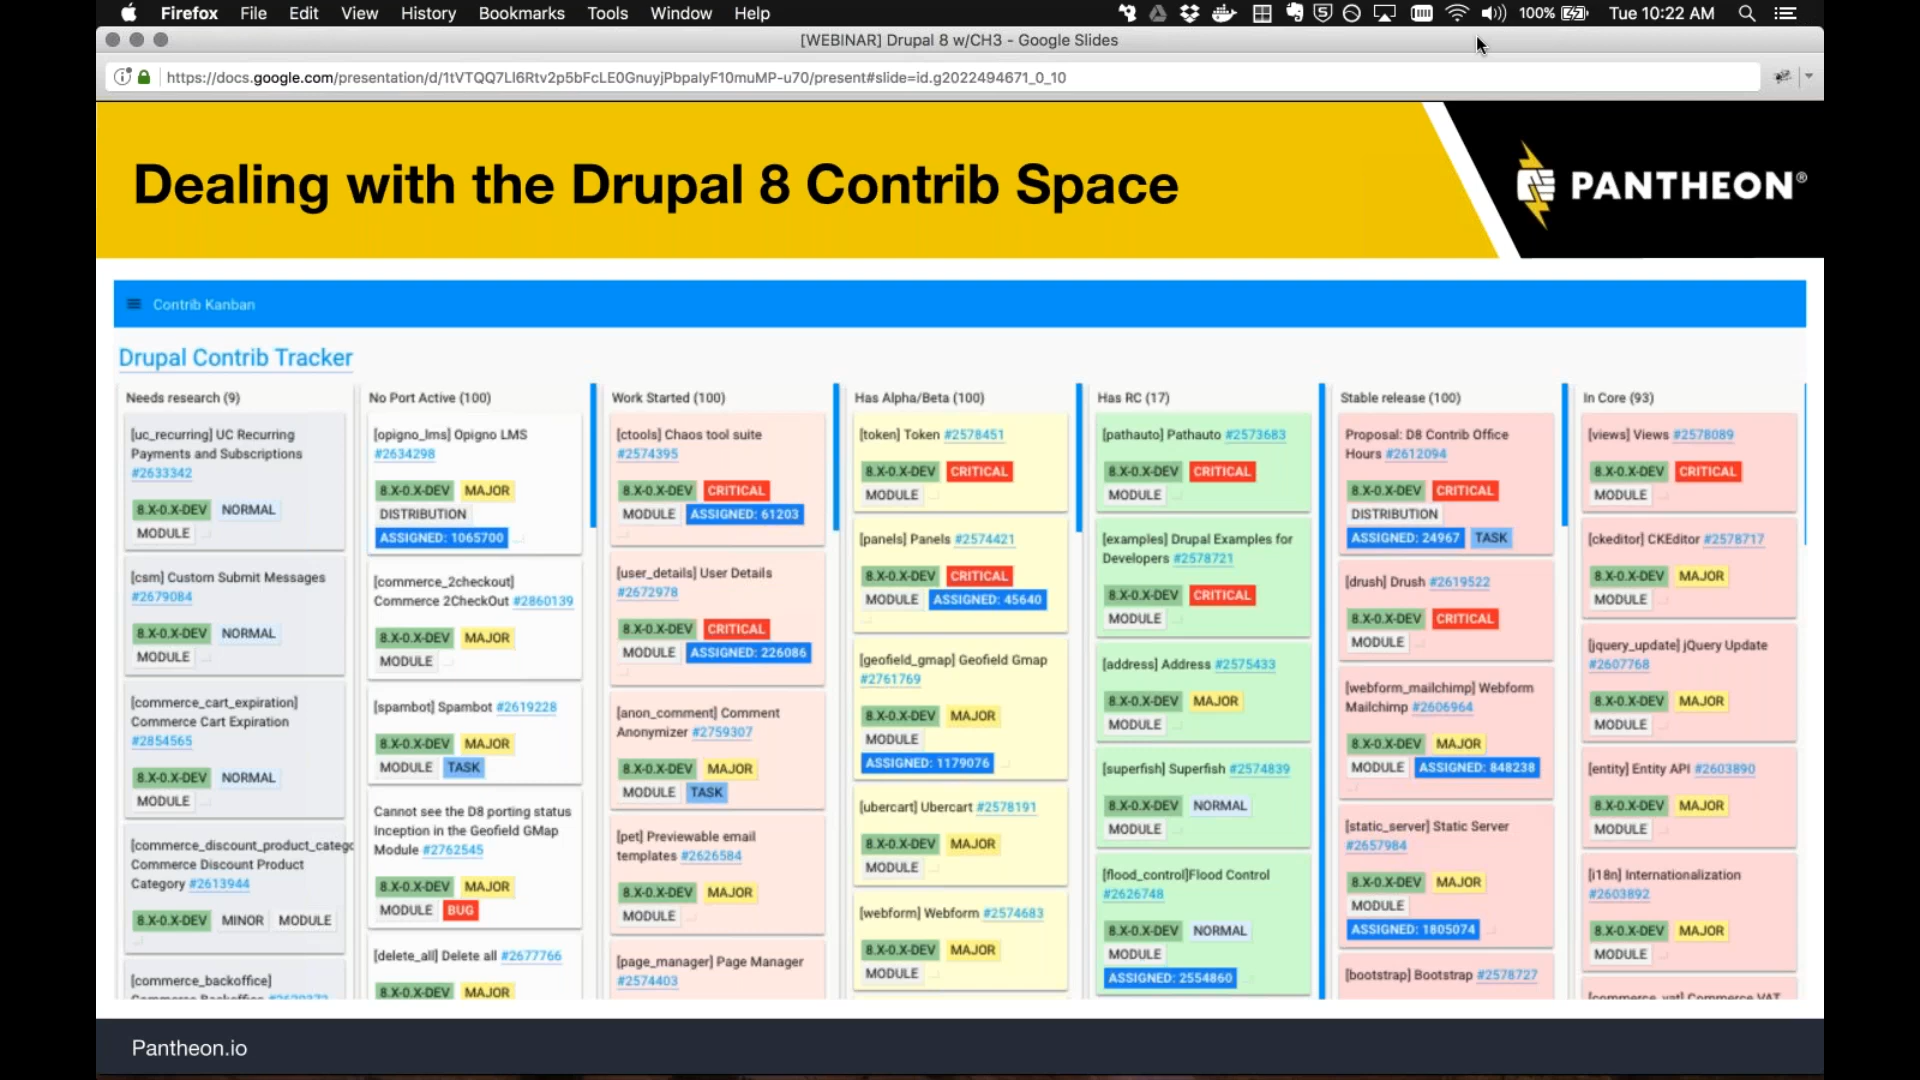 Firefox File Edit View History Bookmarks Tools Window Help 100% Tue 10:22 AM
[WEBINAR] Drupal 8 w/CH3 - Google Slides
Dealing with the Drupal 8 Contrib Space
PANTHEON®
Contrib Kanban
Drupal Contrib Tracker
Needs research (9)
[uc_recurring] UC Recurring
Payments and Subscriptions
#2633342
8.X-0.X-DEV NORMAL
MODULE
[csm] Custom Submit Messages
#2679084
8.X-0.X-DEV NORMAL
MODULE
[commerce_cart_expiration]
Commerce Cart Expiration
#2854565
8.X-0.X-DEV NORMAL
MODULE
[commerce_discount_product_catego
Commerce Discount Product
Category #2613944
8.X-0.X-DEV MINOR MODULE
[commerce_backoffice]
No Port Active (100)
[opigno_lms] Opigno LMS
#2634298
8.X-0.X-DEV MAJOR
DISTRIBUTION
ASSIGNED: 1065700
[commerce_2checkout]
Commerce 2CheckOut #2860139
8.X-0.X-DEV MAJOR
MODULE
[spambot] Spambot #2619228
8.X-0.X-DEV MAJOR
MODULE TASK
Cannot see the D8 porting status
Inception in the Geofield GMap
Module #2762545
8.X-0.X-DEV MAJOR
MODULE BUG
[delete_all] Delete all #2677766
8.X-0.X-DEV MAJOR
Work Started (100)
[ctools] Chaos tool suite
#2574395
8.X-0.X-DEV CRITICAL
MODULE ASSIGNED: 61203
[user_details] User Details
#2672978
8.X-0.X-DEV CRITICAL
MODULE ASSIGNED: 226086
[anon_comment] Comment
Anonymizer #2759307
8.X-0.X-DEV MAJOR
MODULE TASK
[pet] Previewable email
templates #2626584
8.X-0.X-DEV MAJOR
MODULE
[page_manager] Page Manager
#2574403
Has Alpha/Beta (100)
[token] Token #2578451
8.X-0.X-DEV CRITICAL
MODULE
[panels] Panels #2574421
8.X-0.X-DEV CRITICAL
MODULE ASSIGNED: 45640
[geofield_gmap] Geofield Gmap
#2761769
8.X-0.X-DEV MAJOR
MODULE
ASSIGNED: 1179076
[ubercart] Ubercart #2578191
8.X-0.X-DEV MAJOR
MODULE
[webform] Webform #2574683
8.X-0.X-DEV MAJOR
MODULE
Has RC (17)
[pathauto] Pathauto #2573683
8.X-0.X-DEV CRITICAL
MODULE
[examples] Drupal Examples for
Developers #2578721
8.X-0.X-DEV CRITICAL
MODULE
[address] Address #2575433
8.X-0.X-DEV MAJOR
MODULE
[superfish] Superfish #2574839
8.X-0.X-DEV NORMAL
MODULE
[flood_control]Flood Control
#2626748
8.X-0.X-DEV NORMAL
MODULE
ASSIGNED: 2554860
Stable release (100)
Proposal: D8 Contrib Office
Hours #2612094
8.X-0.X-DEV CRITICAL
DISTRIBUTION
ASSIGNED: 24967 TASK
[drush] Drush #2619522
8.X-0.X-DEV CRITICAL
MODULE
[webform_mailchimp] Webform
Mailchimp #2606964
8.X-0.X-DEV MAJOR
MODULE ASSIGNED: 848238
[static_server] Static Server
#2657984
8.X-0.X-DEV MAJOR
MODULE
ASSIGNED: 1805074
[bootstrap] Bootstrap #2578727
In Core (93)
[views] Views #2578089
8.X-0.X-DEV CRITICAL
MODULE
[ckeditor] CKEditor #2578717
8.X-0.X-DEV MAJOR
MODULE
[jquery_update] jQuery Update
#2607768
8.X-0.X-DEV MAJOR
MODULE
[entity] Entity API #2603890
8.X-0.X-DEV MAJOR
MODULE
[i18n] Internationalization
#2603892
8.X-0.X-DEV MAJOR
MODULE
[commerce_vat] Commerce VAT
Pantheon.io